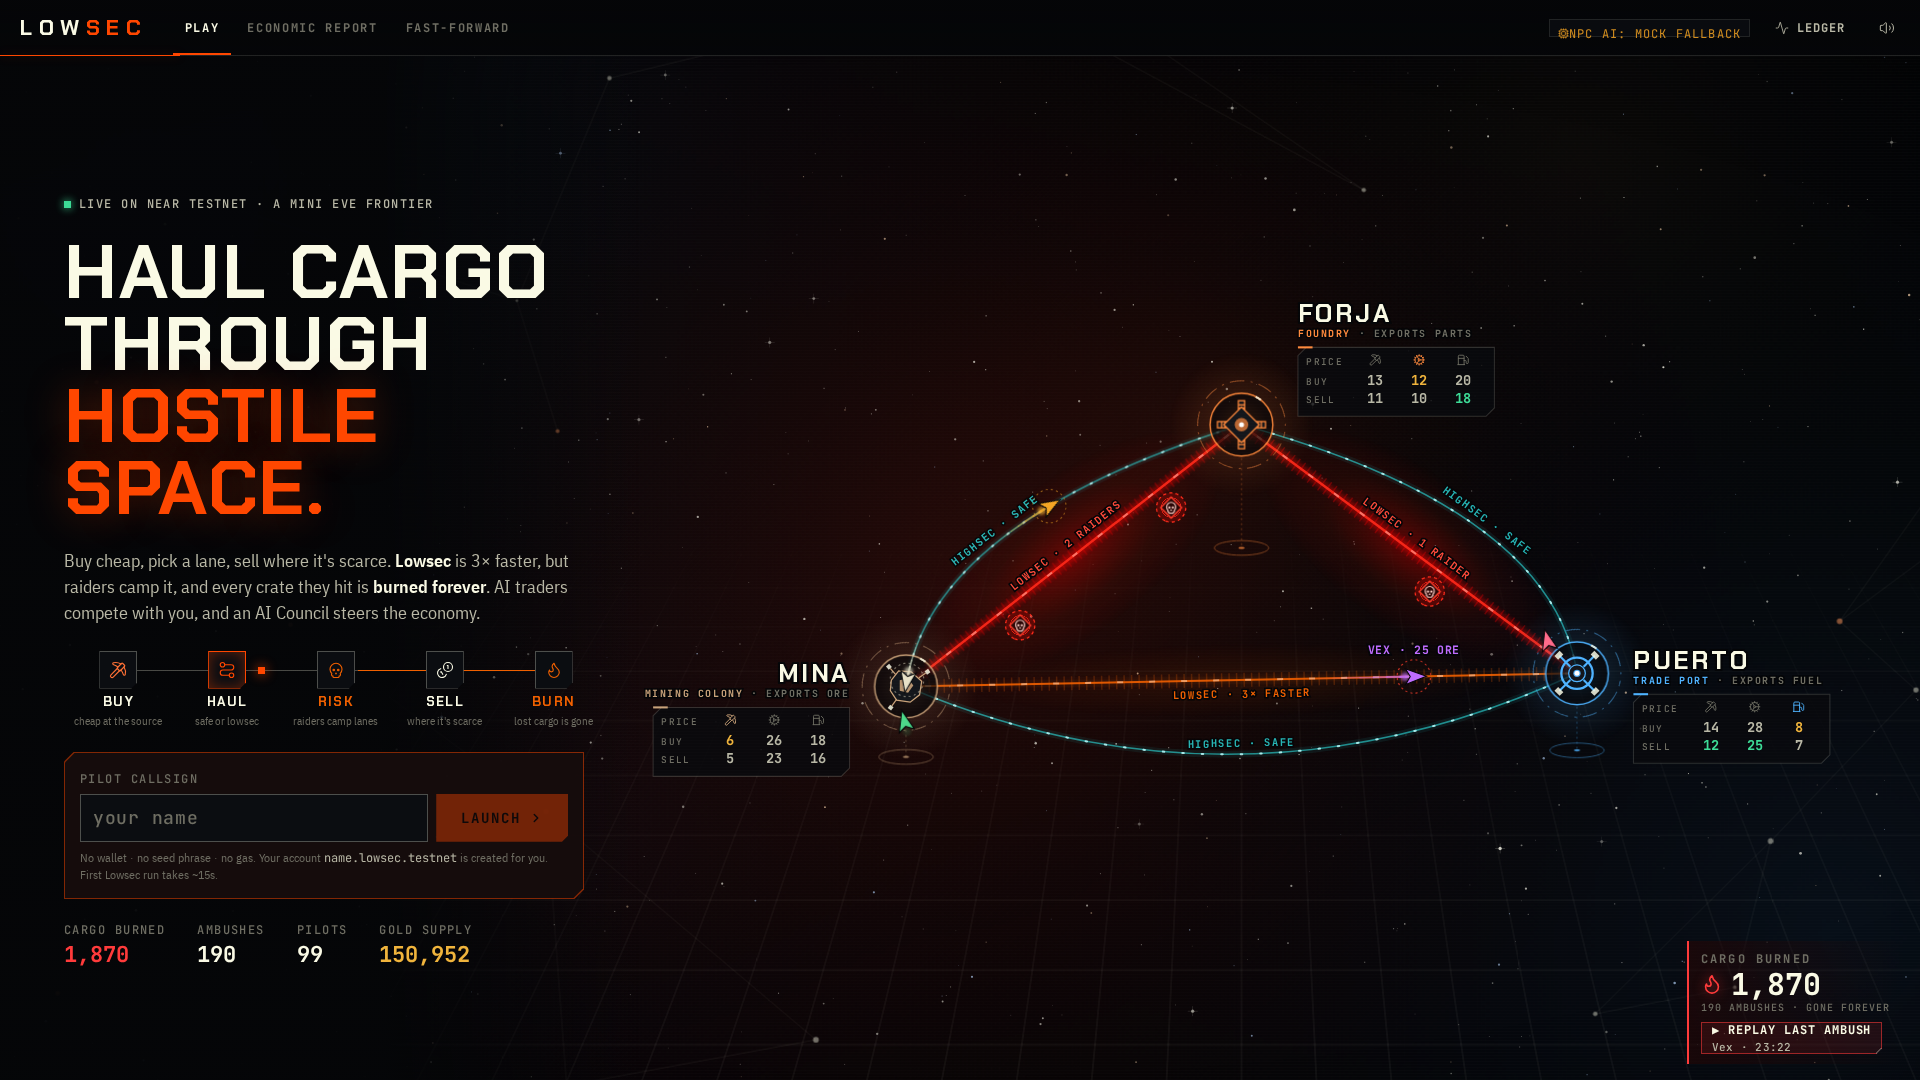 LOWSEC
PLAY
ECONOMIC REPORT
FAST-FORWARD
NPC AI: MOCK FALLBACK
LEDGER
LIVE ON NEAR TESTNET · A MINI EVE FRONTIER
HAUL CARGO
THROUGH
HOSTILE
SPACE.
Buy cheap, pick a lane, sell where it's scarce. Lowsec is 3× faster, but
raiders camp it, and every crate they hit is burned forever. AI traders
compete with you, and an AI Council steers the economy.
BUY
cheap at the source
HAUL
safe or lowsec
RISK
raiders camp lanes
SELL
where it's scarce
BURN
lost cargo is gone
PILOT CALLSIGN
your name
LAUNCH >
No wallet · no seed phrase · no gas. Your account name.lowsec.testnet is created for you.
First Lowsec run takes ~15s.
CARGO BURNED
1,870
AMBUSHES
190
PILOTS
99
GOLD SUPPLY
150,952
FORJA
FOUNDRY · EXPORTS PARTS
PRICE
BUY 13 12 20
SELL 11 10 18
HIGHSEC · SAFE
LOWSEC · 2 RAIDERS
LOWSEC · 1 RAIDER
HIGHSEC · SAFE
MINA
MINING COLONY · EXPORTS ORE
PRICE
BUY 6 26 18
SELL 5 23 16
VEX · 25 ORE
LOWSEC · 3× FASTER
HIGHSEC · SAFE
PUERTO
TRADE PORT · EXPORTS FUEL
PRICE
BUY 14 28 8
SELL 12 25 7
CARGO BURNED
1,870
190 AMBUSHES · GONE FOREVER
▶ REPLAY LAST AMBUSH
Vex · 23:22